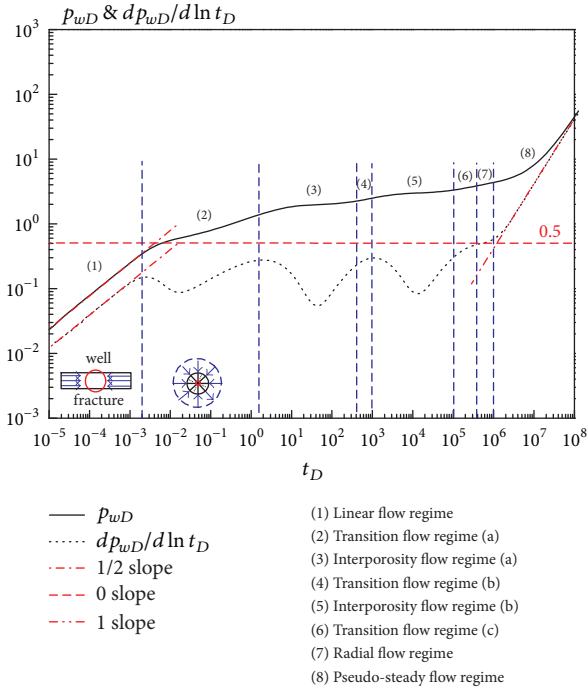 p_wD & dp_wD/d ln t_D
10^3
10^2
10^1
10^0
10^−1
10^−2
10^−3
(1)
(2)
(3)
(4)
(5)
(6)
(7)
(8)
0.5
well
fracture
10^−5 10^−4 10^−3 10^−2 10^−1 10^0 10^1 10^2 10^3 10^4 10^5 10^6 10^7 10^8
t_D
p_wD
dp_wD/d ln t_D
1/2 slope
0 slope
1 slope
(1) Linear flow regime
(2) Transition flow regime (a)
(3) Interporosity flow regime (a)
(4) Transition flow regime (b)
(5) Interporosity flow regime (b)
(6) Transition flow regime (c)
(7) Radial flow regime
(8) Pseudo-steady flow regime